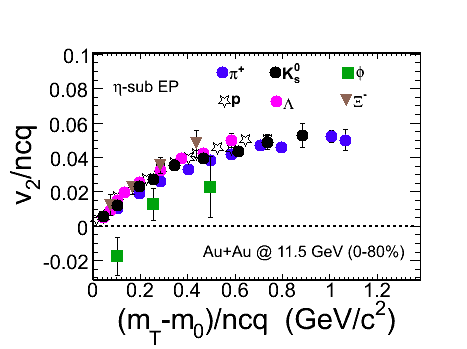 0.1
0.08
0.06
0.04
0.02
0
-0.02
v₂/ncq
η-sub EP
π⁺
K⁰ₛ
ϕ
p
Λ
Ξ⁻
Au+Au @ 11.5 GeV (0-80%)
0 0.2 0.4 0.6 0.8 1 1.2
(m_T-m₀)/ncq (GeV/c²)